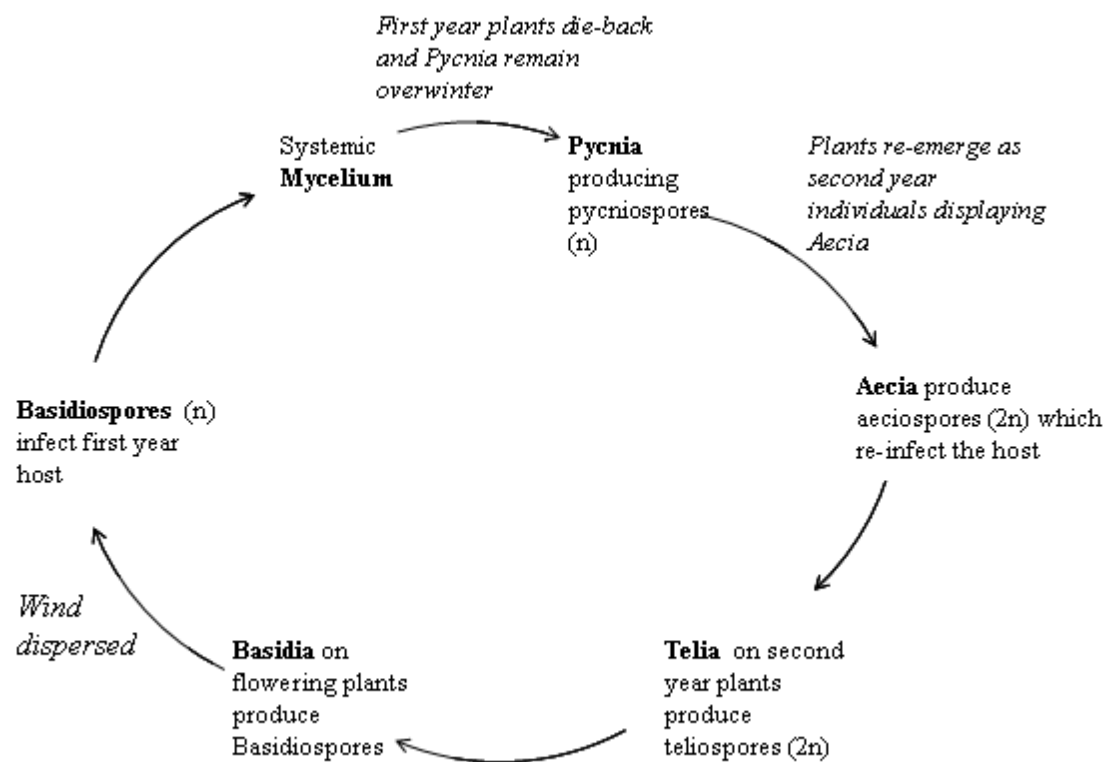 First year plants die-back
and Pycnia remain
overwinter
Systemic
Mycelium
Pycnia
producing
pycniospores
(n)
Plants re-emerge as
second year
individuals displaying
Aecia
Aecia produce
aeciospores (2n) which
re-infect the host
Telia on second
year plants
produce
teliospores (2n)
Basidia on
flowering plants
produce
Basidiospores
Wind
dispersed
Basidiospores (n)
infect first year
host